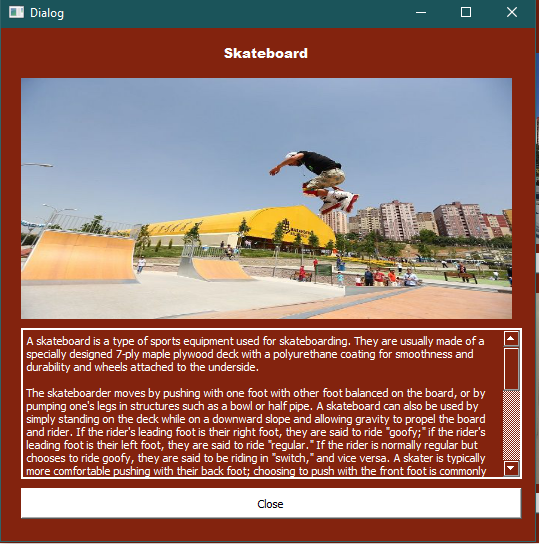 Dialog
Skateboard
A skateboard is a type of sports equipment used for skateboarding. They are usually made of a
specially designed 7-ply maple plywood deck with a polyurethane coating for smoothness and
durability and wheels attached to the underside.
The skateboarder moves by pushing with one foot with other foot balanced on the board, or by
pumping one's legs in structures such as a bowl or half pipe. A skateboard can also be used by
simply standing on the deck while on a downward slope and allowing gravity to propel the board
and rider. If the rider's leading foot is their right foot, they are said to ride "goofy;" if the rider's
leading foot is their left foot, they are said to ride "regular." If the rider is normally regular but
chooses to ride goofy, they are said to be riding in "switch," and vice versa. A skater is typically
more comfortable pushing with their back foot; choosing to push with the front foot is commonly
Close